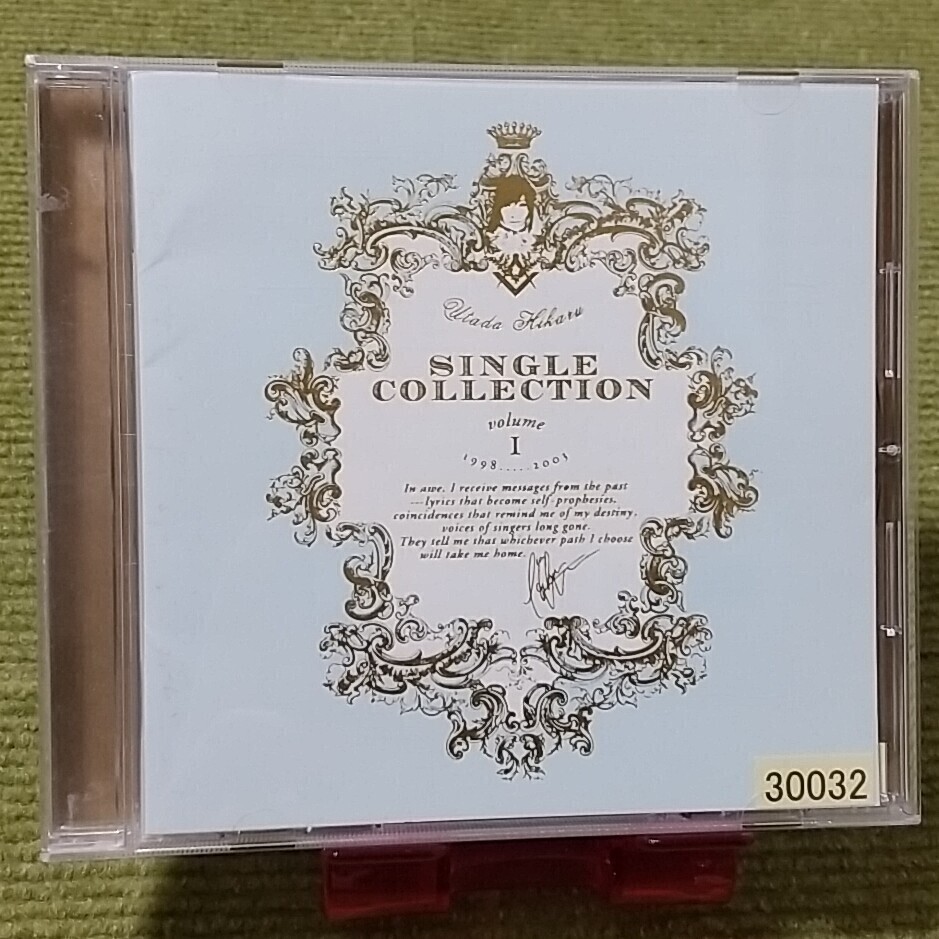 Utada Hikaru
SINGLE
COLLECTION
volume
I
1998.....2003
In awe, I receive messages from the past
---lyrics that become self-prophesies,
coincidences that remind me of my destiny,
voices of singers long gone.
They tell me that whichever path I choose
will take me home.
30032